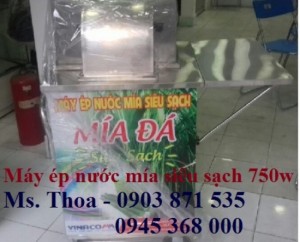 MÁY ÉP NƯỚC MÍA SIÊU SẠCH
MÍA ĐÁ
Siêu Sạch
Máy ép nước mía siêu sạch 750w
Ms. Thoa - 0903 871 535
0945 368 000